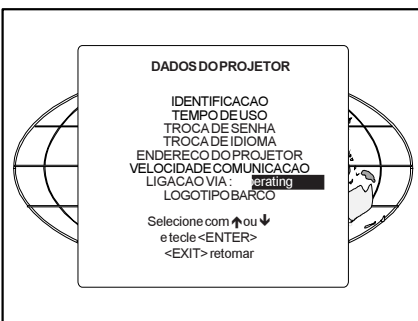 DADOS DO PROJETOR
IDENTIFICACAO
TEMPO DE USO
TROCA DE SENHA
TROCA DE IDIOMA
ENDERECO DO PROJETOR
VELOCIDADE COMUNICACAO
LIGACAO VIA : erating
LOGOTIPO BARCO
Selecione com ↑ ou ↓
e tecle <ENTER>
<EXIT> retornar